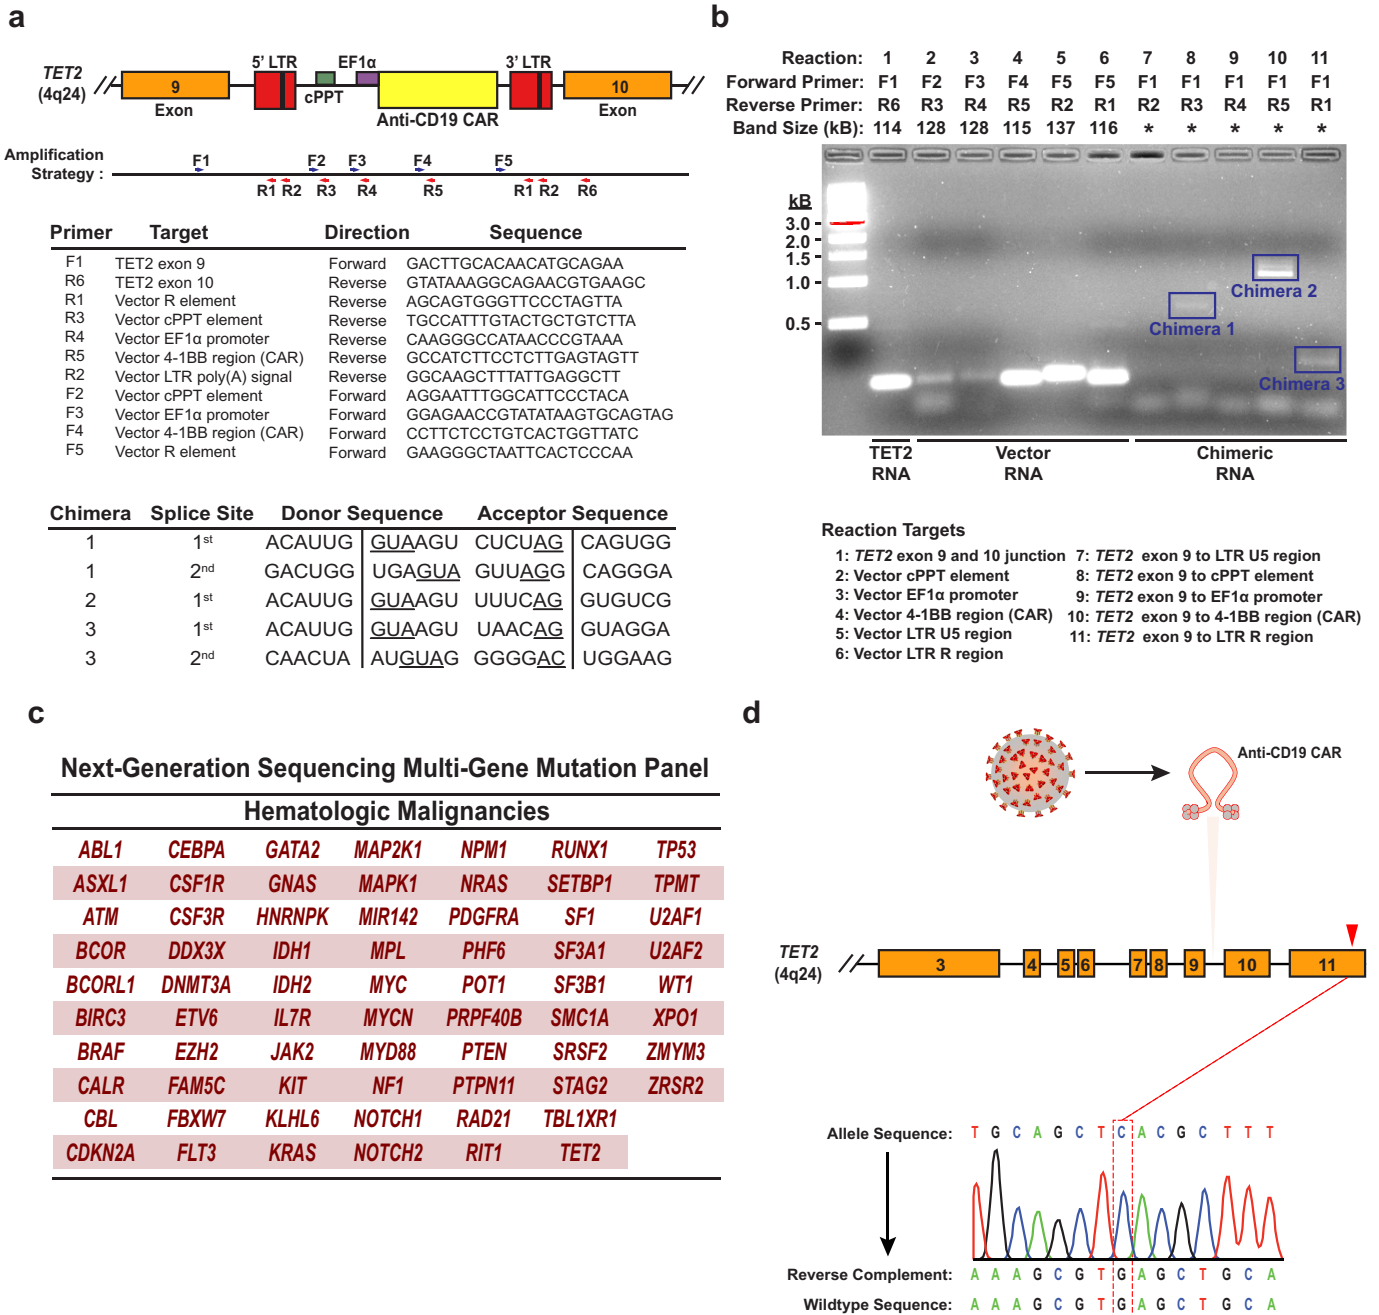 a
TET2
(4q24)
5' LTR
EF1α
3' LTR
9
10
cPPT
Exon
Anti-CD19 CAR
Exon
Amplification
Strategy :
F1 F2 F3 F4 F5
R1 R2 R3 R4 R5 R1 R2 R6
Primer Target Direction Sequence
F1 TET2 exon 9 Forward GACTTGCACAACATGCAGAA
R6 TET2 exon 10 Reverse GTATAAAGGCAGAACGTGAAGC
R1 Vector R element Reverse AGCAGTGGGTTCCCTAGTTA
R3 Vector cPPT element Reverse TGCCATTTGTACTGCTGTCTTA
R4 Vector EF1α promoter Reverse CAAGGGCCATAACCCGTAAA
R5 Vector 4-1BB region (CAR) Reverse GCCATCTTCCTCTTGAGTAGTT
R2 Vector LTR poly(A) signal Reverse GGCAAGCTTTATTGAGGCTT
F2 Vector cPPT element Forward AGGAATTTGGCATTCCCTACA
F3 Vector EF1α promoter Forward GGAGAACCGTATATAAGTGCAGTAG
F4 Vector 4-1BB region (CAR) Forward CCTTCTCCTGTCACTGGTTATC
F5 Vector R element Forward GAAGGGCTAATTCACTCCCAA
Chimera Splice Site Donor Sequence Acceptor Sequence
1 1st ACAUUG GUAAGU CUCUAG CAGUGG
1 2nd GACUGG UGAGUA GUUAGG CAGGGA
2 1st ACAUUG GUAAGU UUUCAG GUGUCG
3 1st ACAUUG GUAAGU UAACAG GUAGGA
3 2nd CAACUA AUGUAG GGGGAC UGGAAG
b
Reaction: 1 2 3 4 5 6 7 8 9 10 11
Forward Primer: F1 F2 F3 F4 F5 F5 F1 F1 F1 F1 F1
Reverse Primer: R6 R3 R4 R5 R2 R1 R2 R3 R4 R5 R1
Band Size (kB): 114 128 128 115 137 116 * * * * *
kB
3.0
2.0
1.5
1.0
0.5
Chimera 2
Chimera 1
Chimera 3
TET2
RNA
Vector
RNA
Chimeric
RNA
Reaction Targets
1: TET2 exon 9 and 10 junction
2: Vector cPPT element
3: Vector EF1α promoter
4: Vector 4-1BB region (CAR)
5: Vector LTR U5 region
6: Vector LTR R region
7: TET2 exon 9 to LTR U5 region
8: TET2 exon 9 to cPPT element
9: TET2 exon 9 to EF1α promoter
10: TET2 exon 9 to 4-1BB region (CAR)
11: TET2 exon 9 to LTR R region
c
Next-Generation Sequencing Multi-Gene Mutation Panel
Hematologic Malignancies
ABL1 CEBPA GATA2 MAP2K1 NPM1 RUNX1 TP53
ASXL1 CSF1R GNAS MAPK1 NRAS SETBP1 TPMT
ATM CSF3R HNRNPK MIR142 PDGFRA SF1 U2AF1
BCOR DDX3X IDH1 MPL PHF6 SF3A1 U2AF2
BCORL1 DNMT3A IDH2 MYC POT1 SF3B1 WT1
BIRC3 ETV6 IL7R MYCN PRPF40B SMC1A XPO1
BRAF EZH2 JAK2 MYD88 PTEN SRSF2 ZMYM3
CALR FAM5C KIT NF1 PTPN11 STAG2 ZRSR2
CBL FBXW7 KLHL6 NOTCH1 RAD21 TBL1XR1
CDKN2A FLT3 KRAS NOTCH2 RIT1 TET2
d
Anti-CD19 CAR
TET2
(4q24)
3 4 5 6 7 8 9 10 11
Allele Sequence: T G C A G C T C A C G C T T T
Reverse Complement: A A A G C G T G A G C T G C A
Wildtype Sequence: A A A G C G T G A G C T G C A